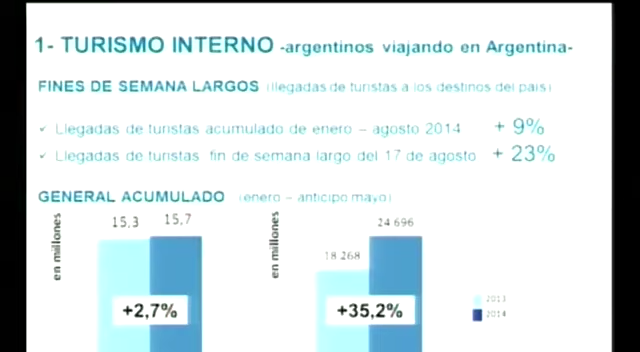 1- TURISMO INTERNO -argentinos viajando en Argentina-
FINES DE SEMANA LARGOS (llegadas de turistas a los destinos del país)
✓ Llegadas de turistas acumulado de enero – agosto 2014 + 9%
✓ Llegadas de turistas fin de semana largo del 17 de agosto + 23%
GENERAL ACUMULADO (enero – anticipo mayo)
en millones
15,3 15,7
+2,7%
en millones
18 268
24 696
+35,2%
2013
2014